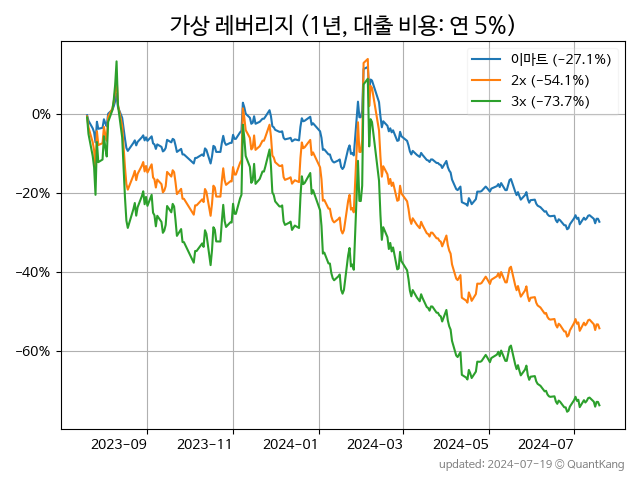 가상 레버리지 (1년, 대출 비용: 연 5%)
이마트 (−27.1%)
2x (−54.1%)
3x (−73.7%)
0%
−20%
−40%
−60%
2023-09 2023-11 2024-01 2024-03 2024-05 2024-07
updated: 2024-07-19 © QuantKang